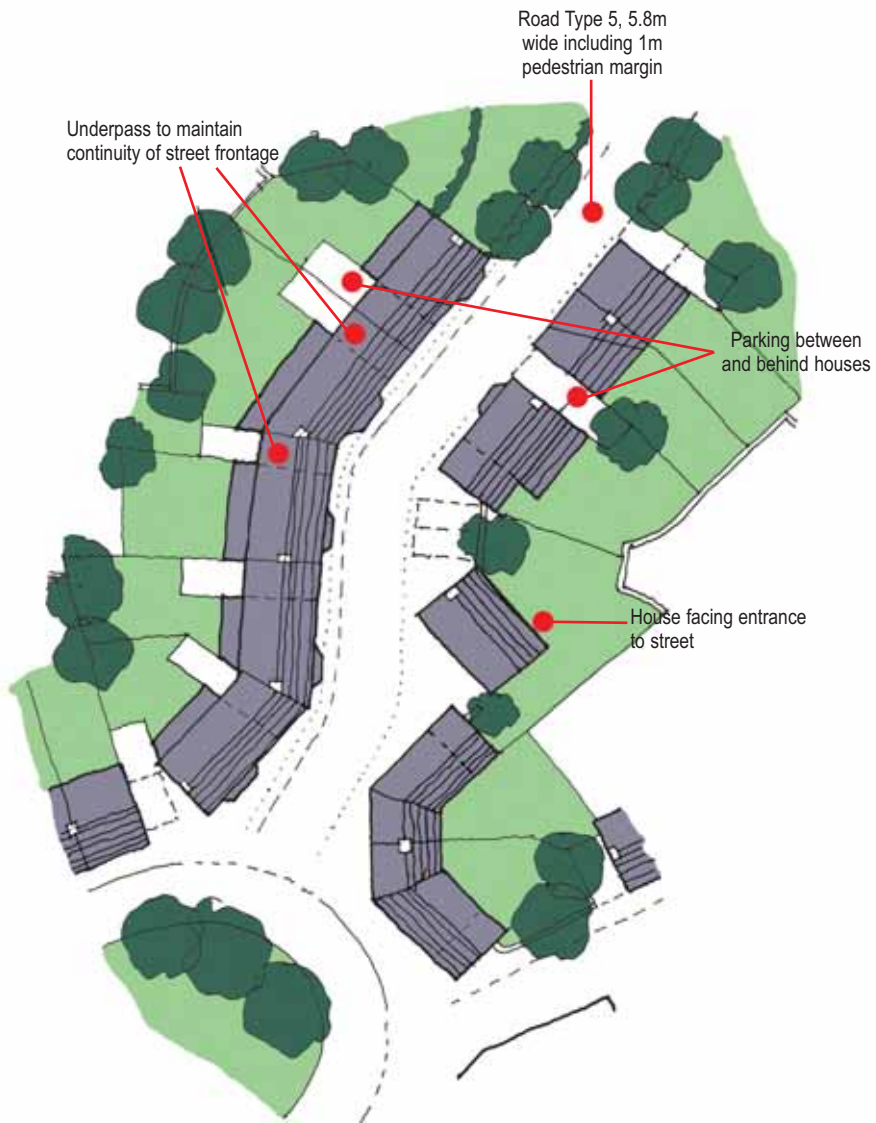 Road Type 5, 5.8m
wide including 1m
pedestrian margin
Underpass to maintain
continuity of street frontage
Parking between
and behind houses
House facing entrance
to street